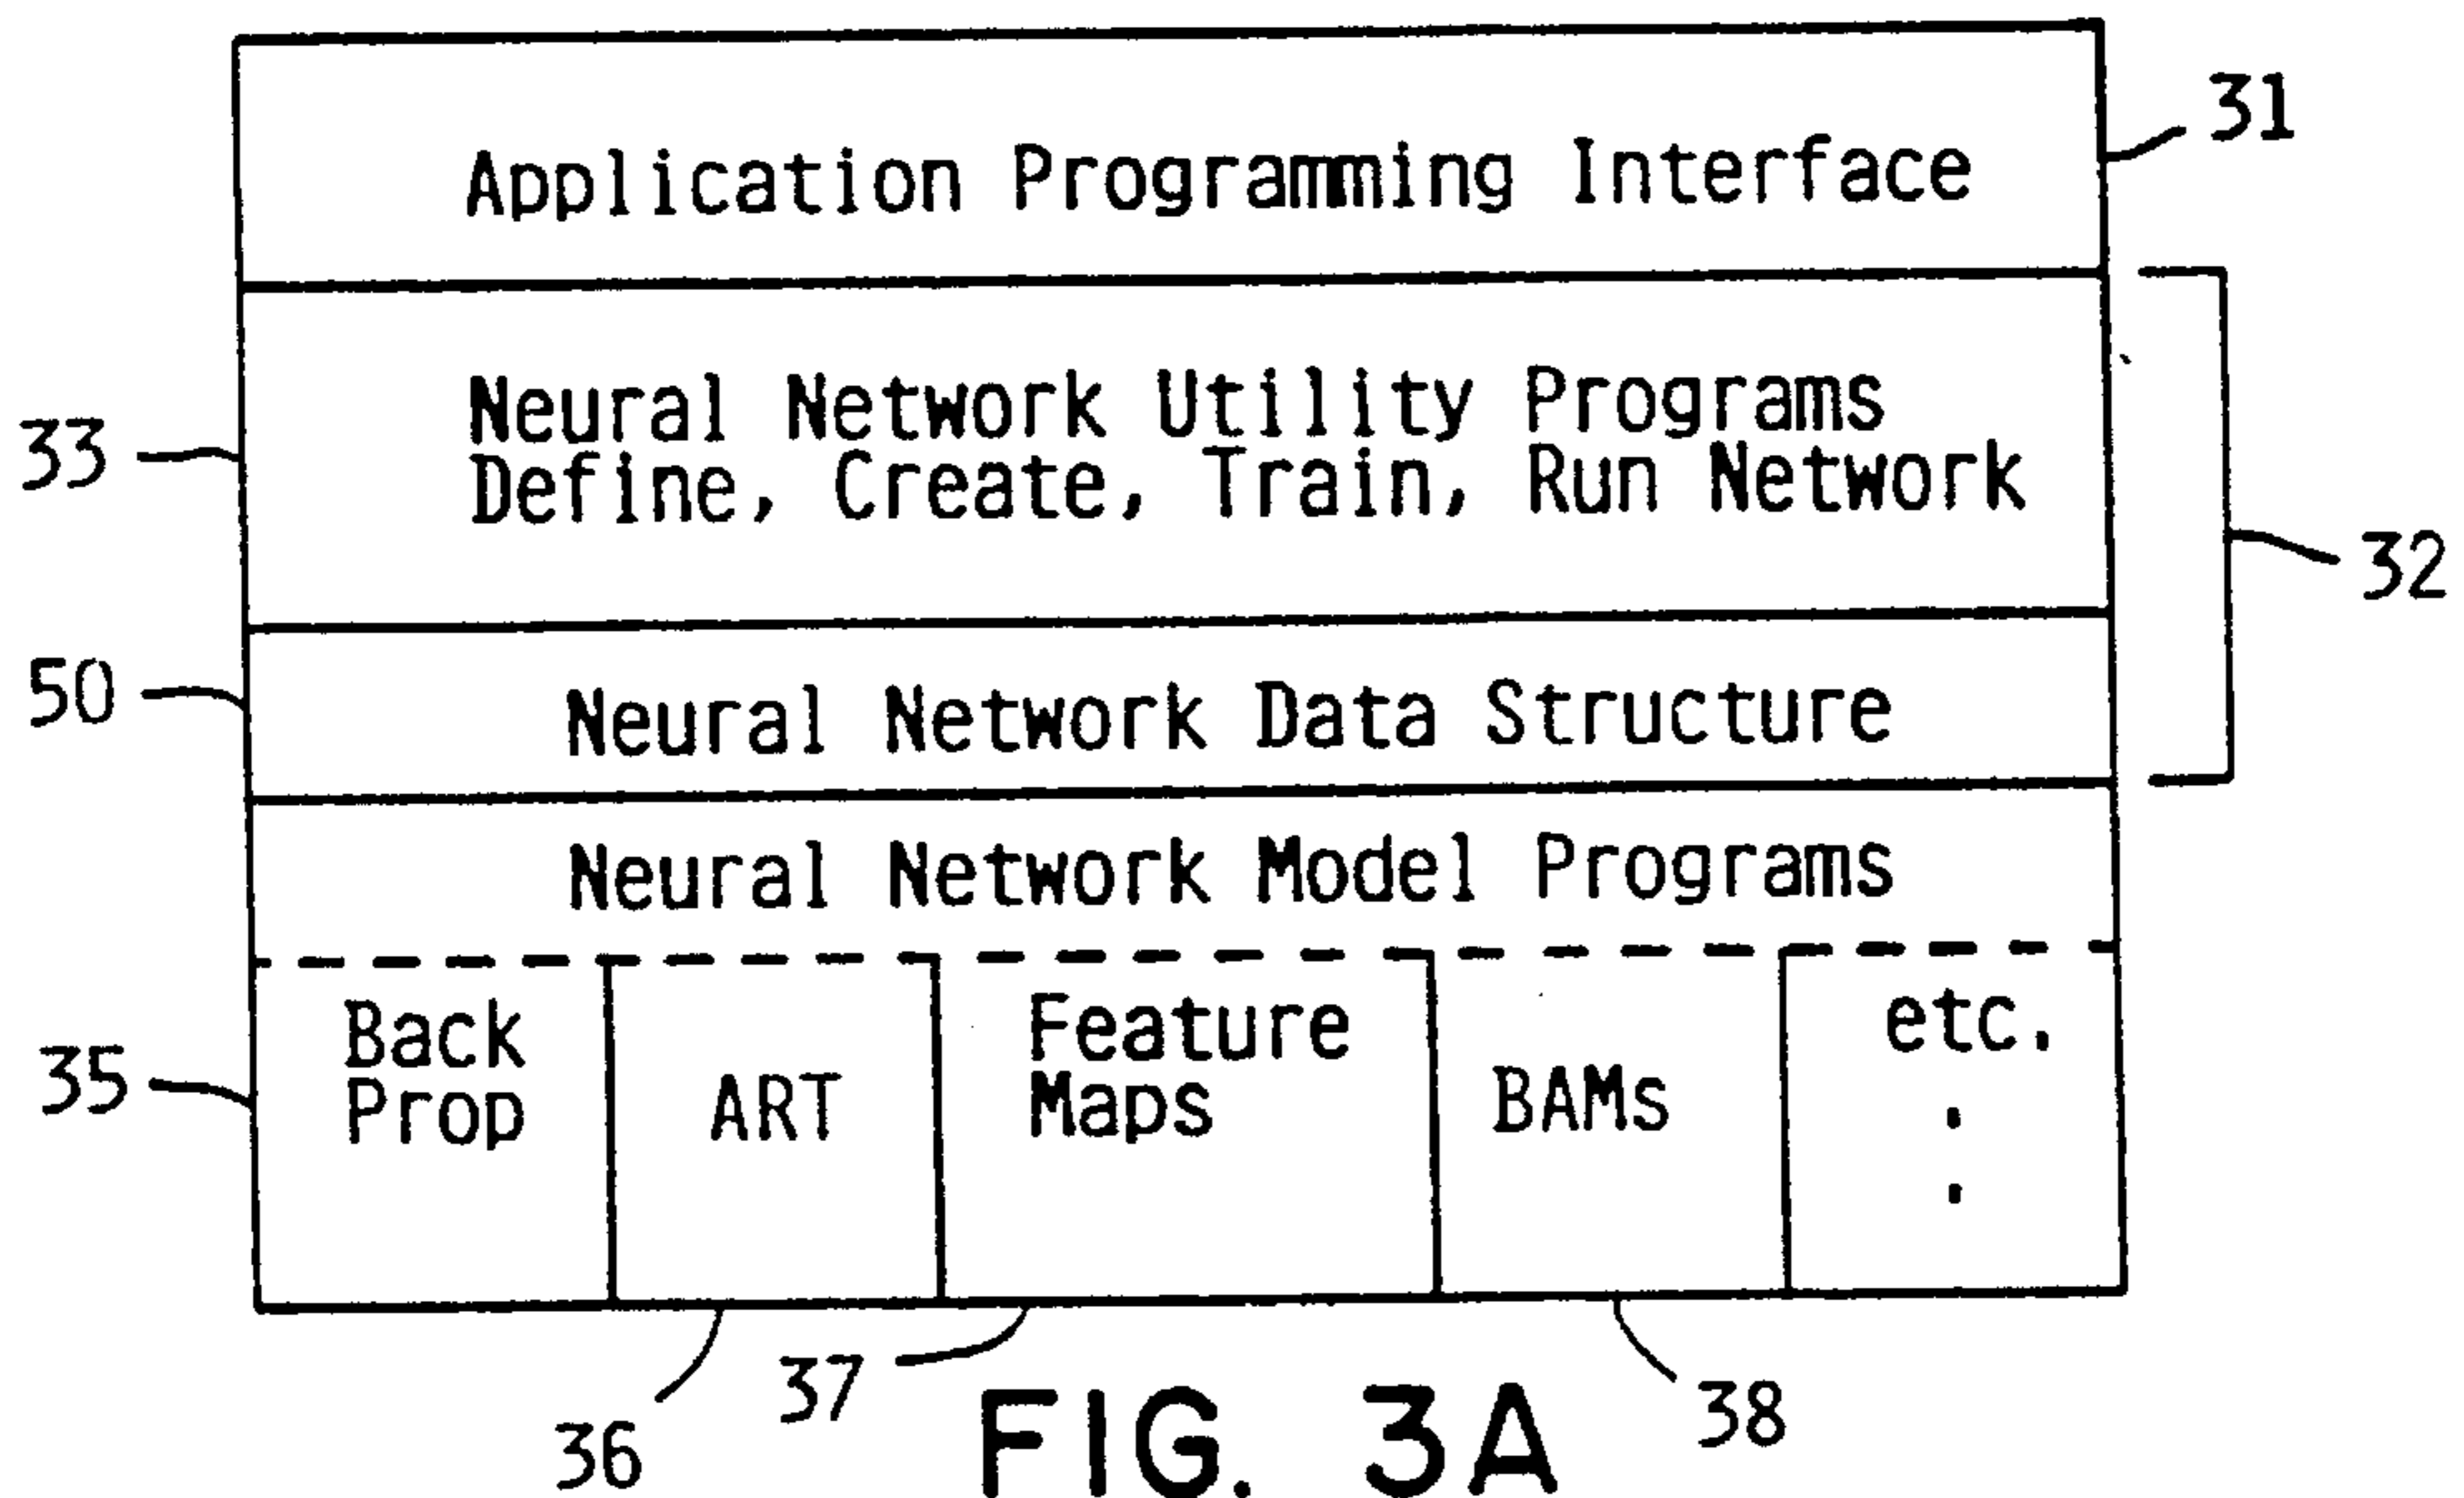 Application Programming Interface
31
Neural Network Utility Programs
Define, Create, Train, Run Network
33
32
50
Neural Network Data Structure
Neural Network Model Programs
35
Back
Prop
ART
Feature
Maps
BAMs
etc.
36
37
38
FIG. 3A